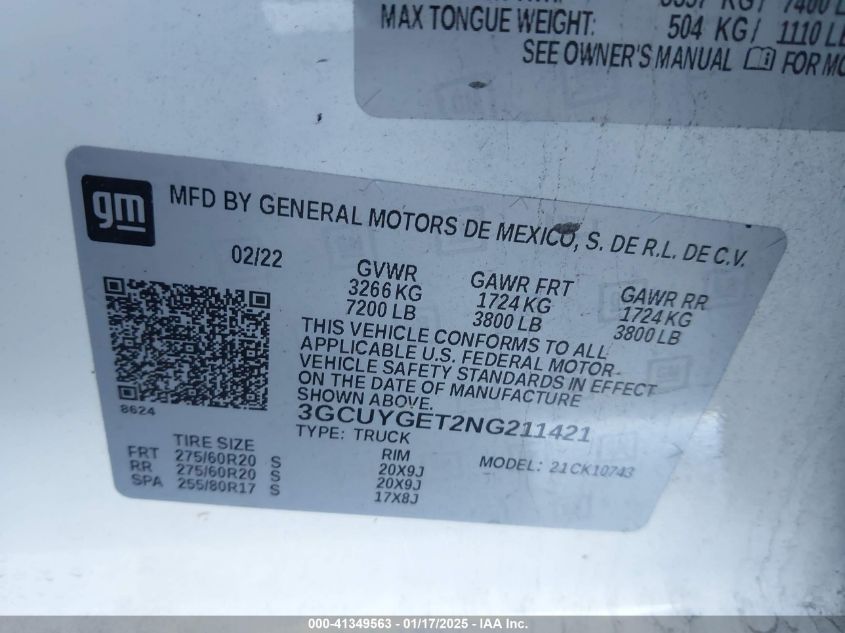 7400
MAX TONGUE WEIGHT: 504 KG/ 1110 LB
SEE OWNER'S MANUAL FOR
gm
MFD BY GENERAL MOTORS DE MEXICO, S. DE R.L. DE C.V.
02/22
GVWR GAWR FRT GAWR RR
3266 KG 1724 KG 1724 KG
7200 LB 3800 LB 3800 LB
THIS VEHICLE CONFORMS TO ALL
APPLICABLE U.S. FEDERAL MOTOR-
VEHICLE SAFETY STANDARDS IN EFFECT
ON THE DATE OF MANUFACTURE
SHOWN ABOVE.
8624
3GCUYGET2NG211421
TYPE: TRUCK
MODEL: 21CK10743
TIRE SIZE RIM
FRT 275/60R20 S 20X9J
RR 275/60R20 S 20X9J
SPA 255/80R17 S 17X8J
000-41349563 - 01/17/2025 - IAA Inc.